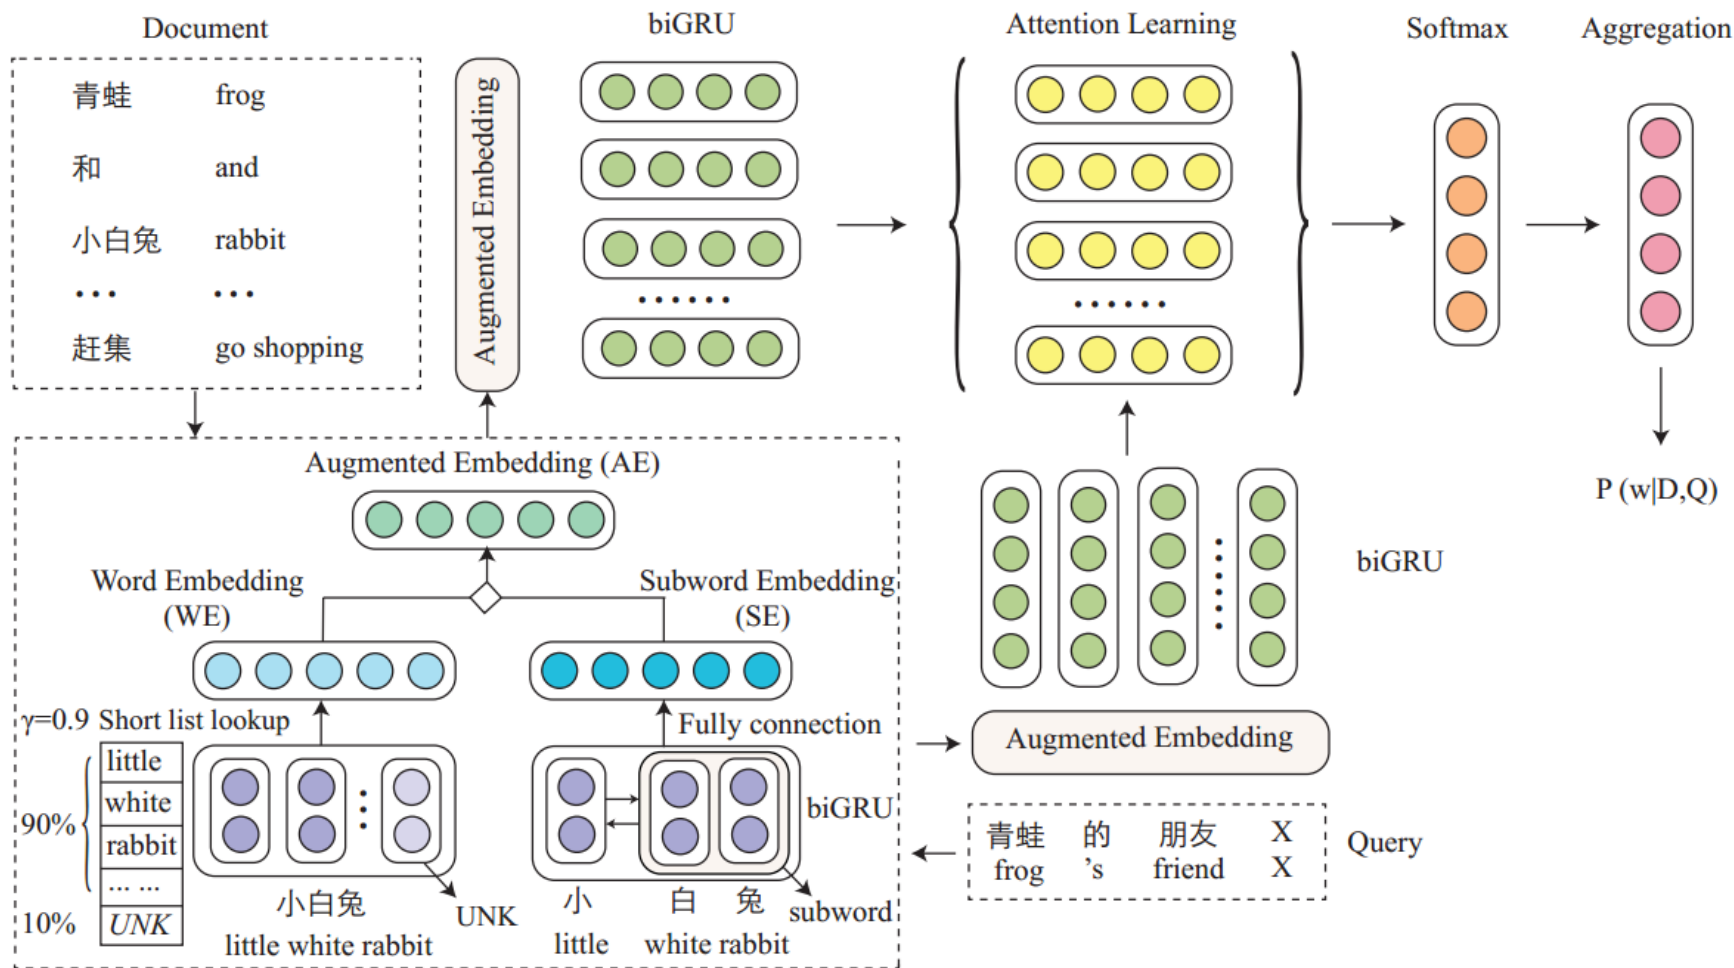 Document
biGRU
Attention Learning
Softmax
Aggregation
青蛙 frog
和 and
小白兔 rabbit
... ...
赶集 go shopping
Augmented Embedding
......
......
P (w|D,Q)
Augmented Embedding (AE)
Word Embedding
(WE)
Subword Embedding
(SE)
biGRU
γ=0.9 Short list lookup
Fully connection
little
white
rabbit
... ...
UNK
90%
10%
小白兔
little white rabbit
UNK
biGRU
小 白 兔
little white rabbit
subword
Augmented Embedding
青蛙 的 朋友 X
frog 's friend X
Query